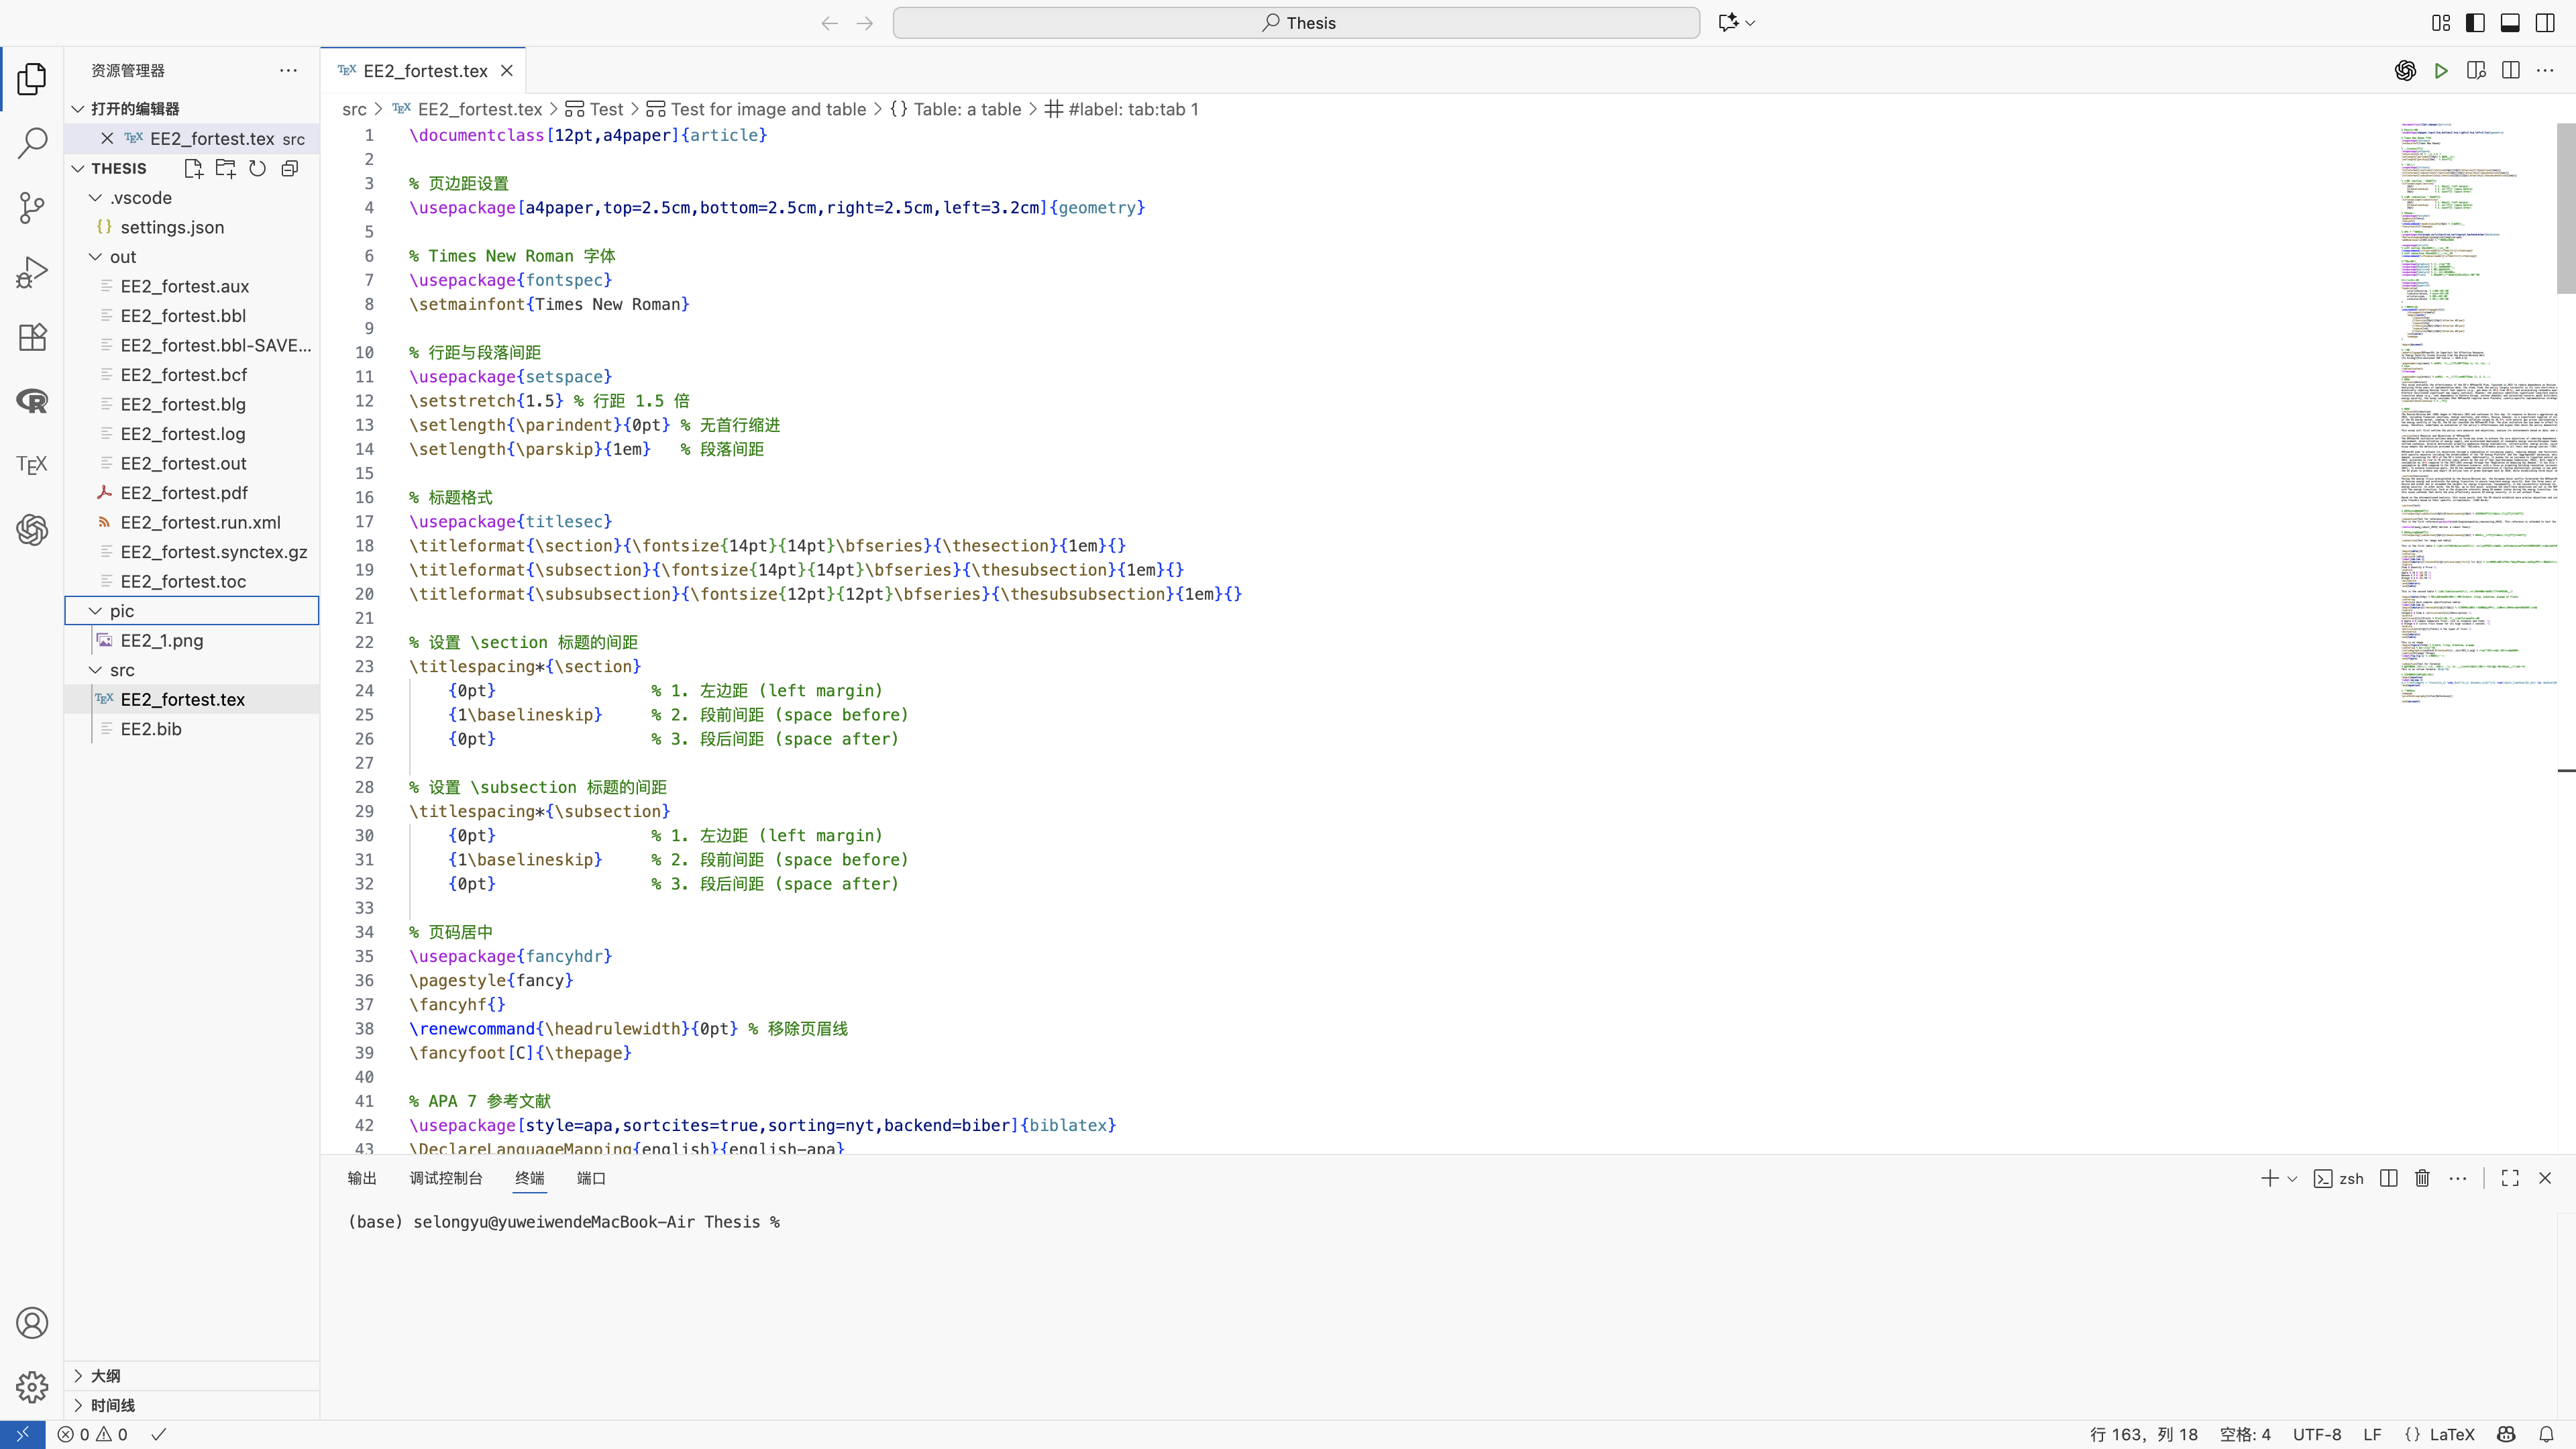 Thesis
资源管理器
打开的编辑器
EE2_fortest.tex src
THESIS
.vscode
settings.json
out
EE2_fortest.aux
EE2_fortest.bbl
EE2_fortest.bbl-SAVE...
EE2_fortest.bcf
EE2_fortest.blg
EE2_fortest.log
EE2_fortest.out
EE2_fortest.pdf
EE2_fortest.run.xml
EE2_fortest.synctex.gz
EE2_fortest.toc
pic
EE2_1.png
src
EE2_fortest.tex
EE2.bib
大纲
时间线
EE2_fortest.tex
src > EE2_fortest.tex > Test > Test for image and table > {} Table: a table > #label: tab:tab 1
1 \documentclass[12pt,a4paper]{article}
2
3 % 页边距设置
4 \usepackage[a4paper,top=2.5cm,bottom=2.5cm,right=2.5cm,left=3.2cm]{geometry}
5
6 % Times New Roman 字体
7 \usepackage{fontspec}
8 \setmainfont{Times New Roman}
9
10 % 行距与段落间距
11 \usepackage{setspace}
12 \setstretch{1.5} % 行距 1.5 倍
13 \setlength{\parindent}{0pt} % 无首行缩进
14 \setlength{\parskip}{1em}   % 段落间距
15
16 % 标题格式
17 \usepackage{titlesec}
18 \titleformat{\section}{\fontsize{14pt}{14pt}\bfseries}{\thesection}{1em}{}
19 \titleformat{\subsection}{\fontsize{14pt}{14pt}\bfseries}{\thesubsection}{1em}{}
20 \titleformat{\subsubsection}{\fontsize{12pt}{12pt}\bfseries}{\thesubsubsection}{1em}{}
21
22 % 设置 \section 标题的间距
23 \titlespacing*{\section}
24     {0pt}                % 1. 左边距 (left margin)
25     {1\baselineskip}     % 2. 段前间距 (space before)
26     {0pt}                % 3. 段后间距 (space after)
27
28 % 设置 \subsection 标题的间距
29 \titlespacing*{\subsection}
30     {0pt}                % 1. 左边距 (left margin)
31     {1\baselineskip}     % 2. 段前间距 (space before)
32     {0pt}                % 3. 段后间距 (space after)
33
34 % 页码居中
35 \usepackage{fancyhdr}
36 \pagestyle{fancy}
37 \fancyhf{}
38 \renewcommand{\headrulewidth}{0pt} % 移除页眉线
39 \fancyfoot[C]{\thepage}
40
41 % APA 7 参考文献
42 \usepackage[style=apa,sortcites=true,sorting=nyt,backend=biber]{biblatex}
43 \DeclareLanguageMapping{english}{english-apa}
输出 调试控制台 终端 端口
zsh
(base) selongyu@yuweiwendeMacBook-Air Thesis %
0 0
行 163，列 18 空格: 4 UTF-8 LF {} LaTeX
TEX